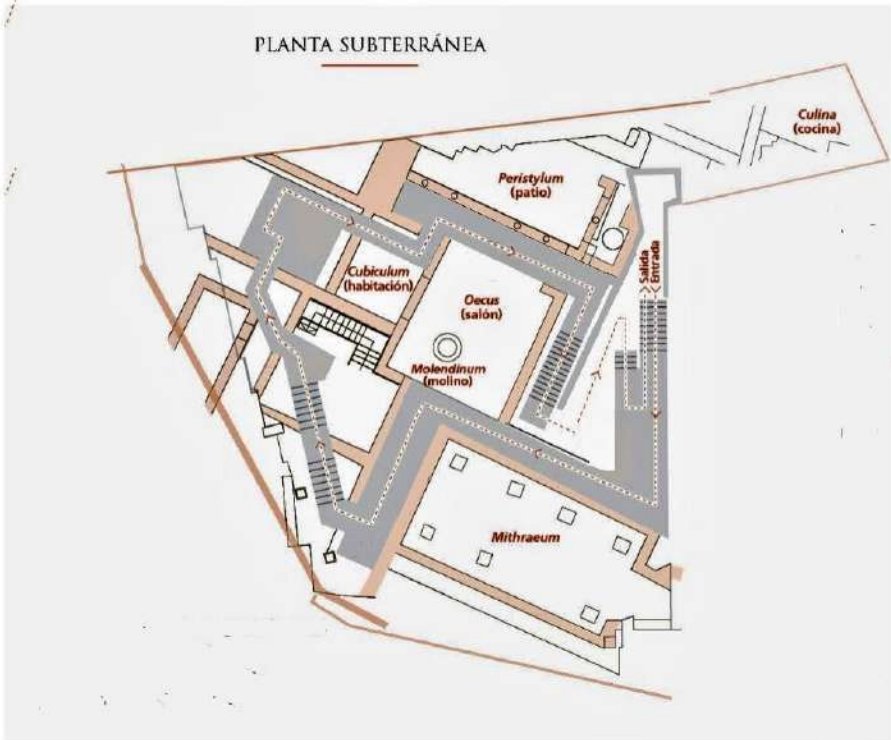 PLANTA SUBTERRÁNEA
Culina
(cocina)
Peristylum
(patio)
Salida
Entrada
Cubiculum
(habitación)
Oecus
(salón)
Molendinum
(molino)
Mithraeum